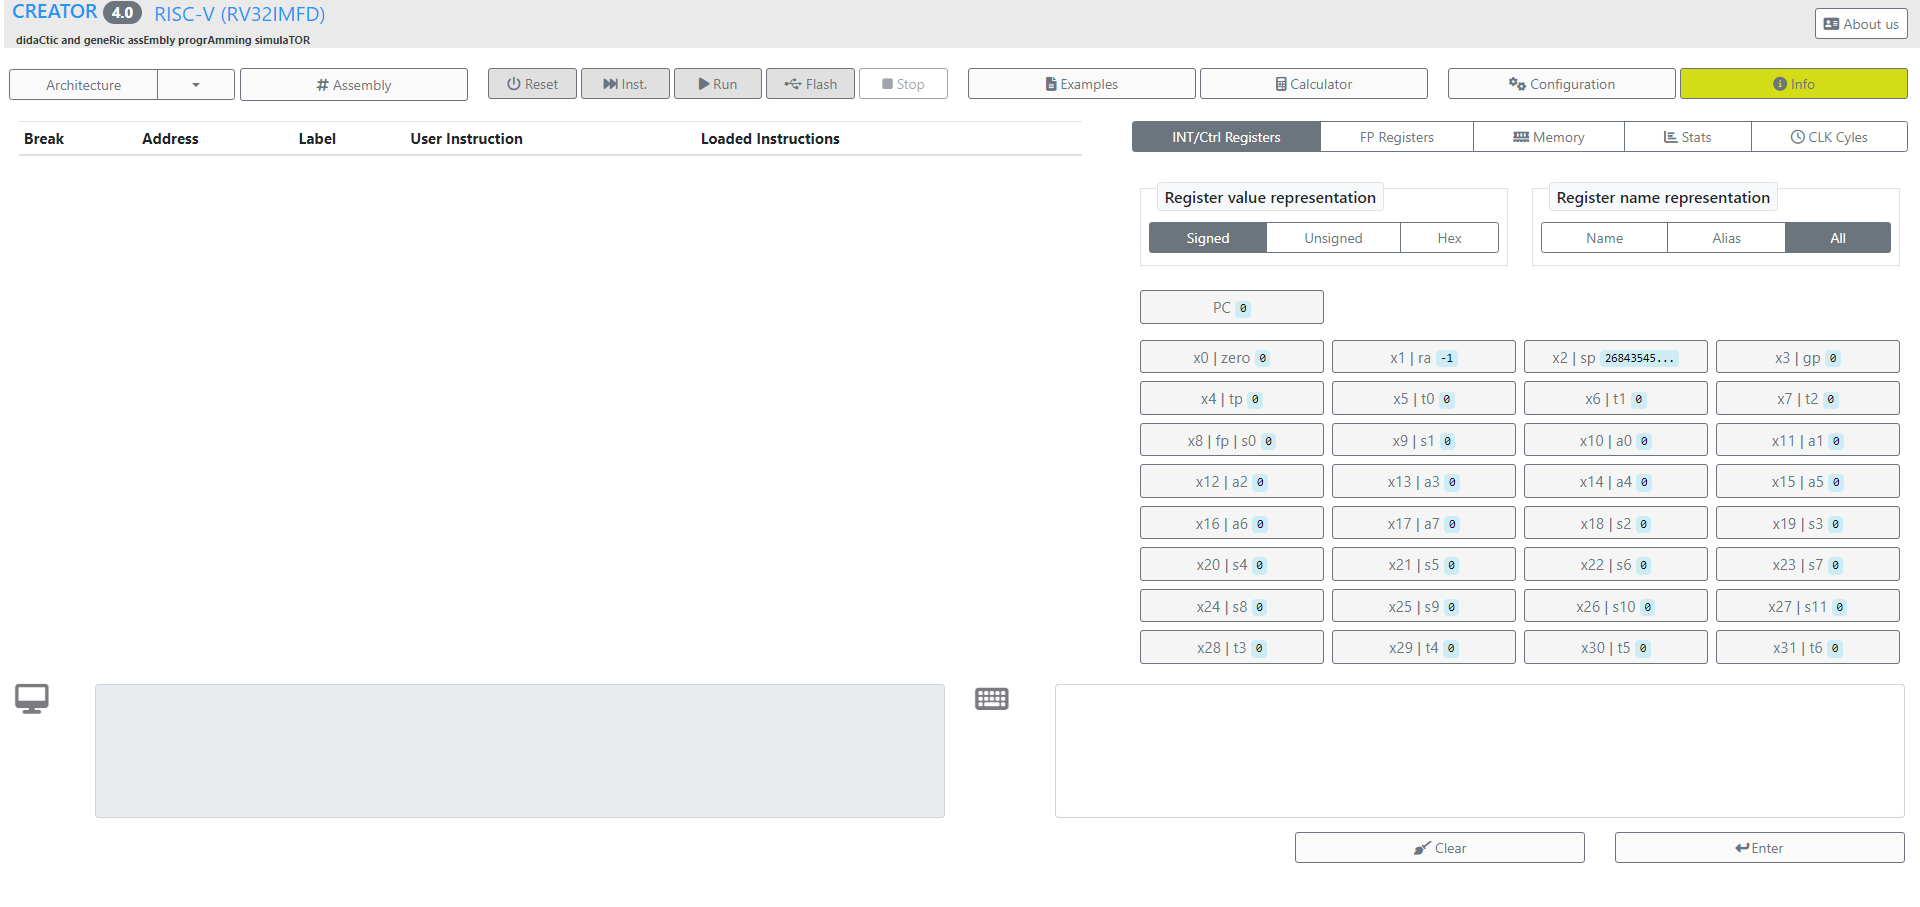 CREATOR 4.0 RISC-V (RV32IMFD)
didaCtic and geneRic assEmbly progrAmming simulaTOR
About us
Architecture
# Assembly
Reset
Inst.
Run
Flash
Stop
Examples
Calculator
Configuration
Info
Break Address Label User Instruction Loaded Instructions
INT/Ctrl Registers FP Registers Memory Stats CLK Cyles
Register value representation
Signed Unsigned Hex
Register name representation
Name Alias All
PC 0
x0 | zero 0 x1 | ra -1 x2 | sp 26843545... x3 | gp 0
x4 | tp 0 x5 | t0 0 x6 | t1 0 x7 | t2 0
x8 | fp | s0 0 x9 | s1 0 x10 | a0 0 x11 | a1 0
x12 | a2 0 x13 | a3 0 x14 | a4 0 x15 | a5 0
x16 | a6 0 x17 | a7 0 x18 | s2 0 x19 | s3 0
x20 | s4 0 x21 | s5 0 x22 | s6 0 x23 | s7 0
x24 | s8 0 x25 | s9 0 x26 | s10 0 x27 | s11 0
x28 | t3 0 x29 | t4 0 x30 | t5 0 x31 | t6 0
Clear
Enter